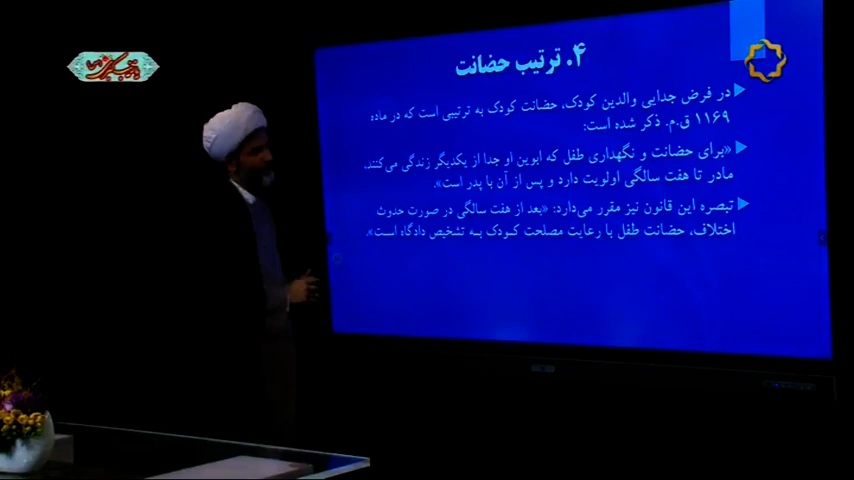 ۴. ترتیب حضانت
در فرض جدایی والدین کودک، حضانت کودک به ترتیبی است که در ماده
۱۱۶۹ ق.م. ذکر شده است:
«برای حضانت و نگهداری طفل که ابوین او جدا از یکدیگر زندگی می‌کنند،
مادر تا هفت سالگی اولویت دارد و پس از آن با پدر است».
تبصره این قانون نیز مقرر می‌دارد: «بعد از هفت سالگی در صورت حدوث
اختلاف، حضانت طفل با رعایت مصلحت کودک به تشخیص دادگاه است».